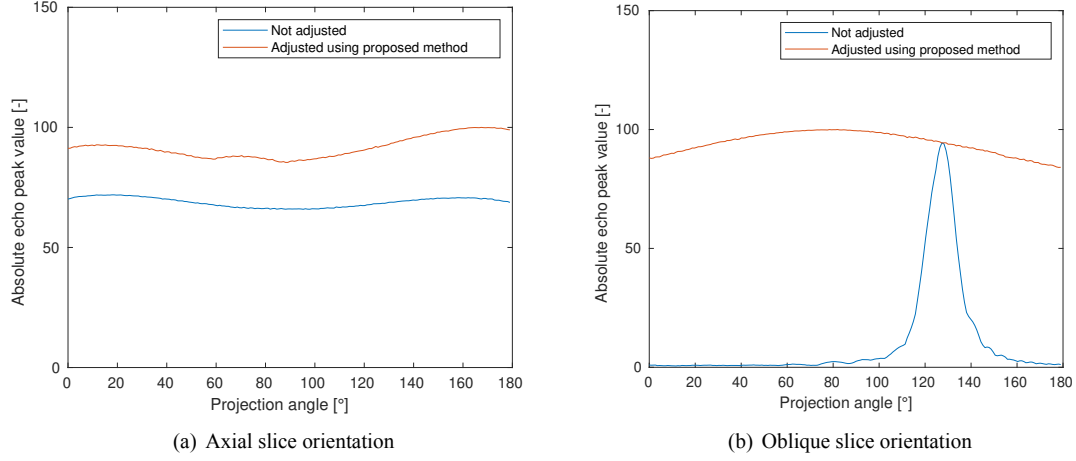 150
100
50
0
Absolute echo peak value [-]
Not adjusted
Adjusted using proposed method
0 20 40 60 80 100 120 140 160 180
Projection angle [°]
(a) Axial slice orientation
150
100
50
0
Absolute echo peak value [-]
Not adjusted
Adjusted using proposed method
0 20 40 60 80 100 120 140 160 180
Projection angle [°]
(b) Oblique slice orientation